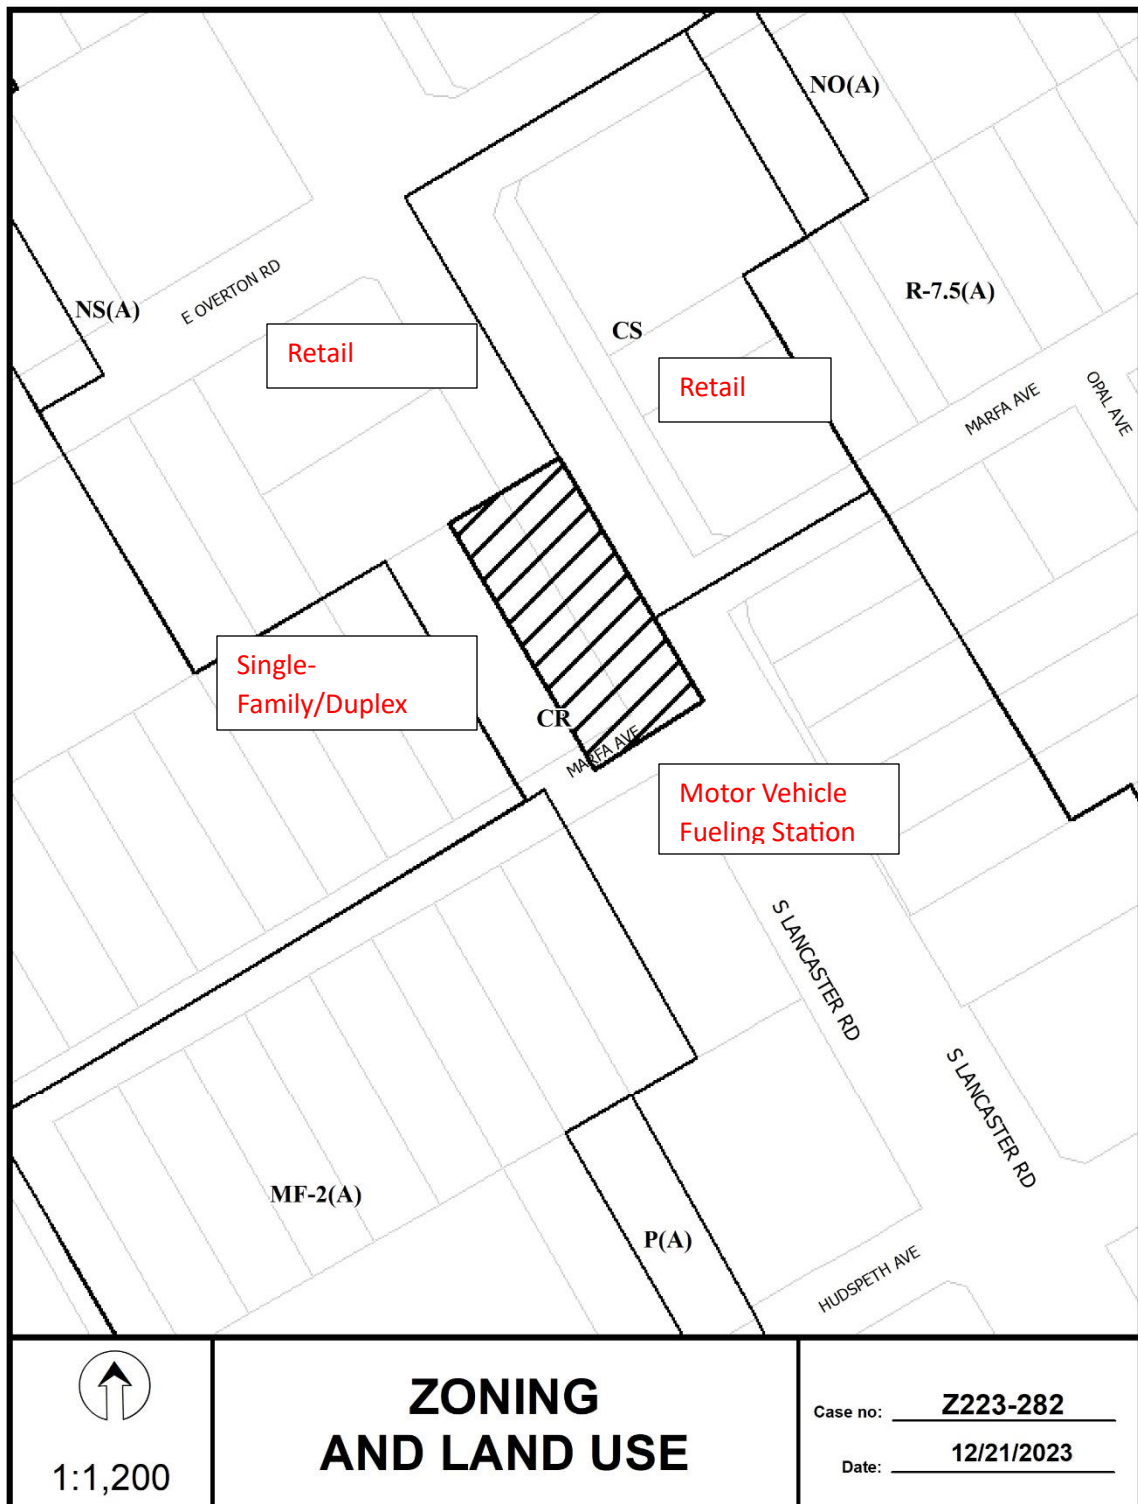 NO(A)
E OVERTON RD
NS(A)
R-7.5(A)
CS
Retail
Retail
OPAL AVE
MARFA AVE
Single-
Family/Duplex
CR
MARFA AVE
Motor Vehicle
Fueling Station
S LANCASTER RD
S LANCASTER RD
MF-2(A)
P(A)
HUDSPETH AVE
1:1,200
ZONING
AND LAND USE
Case no: Z223-282
Date: 12/21/2023